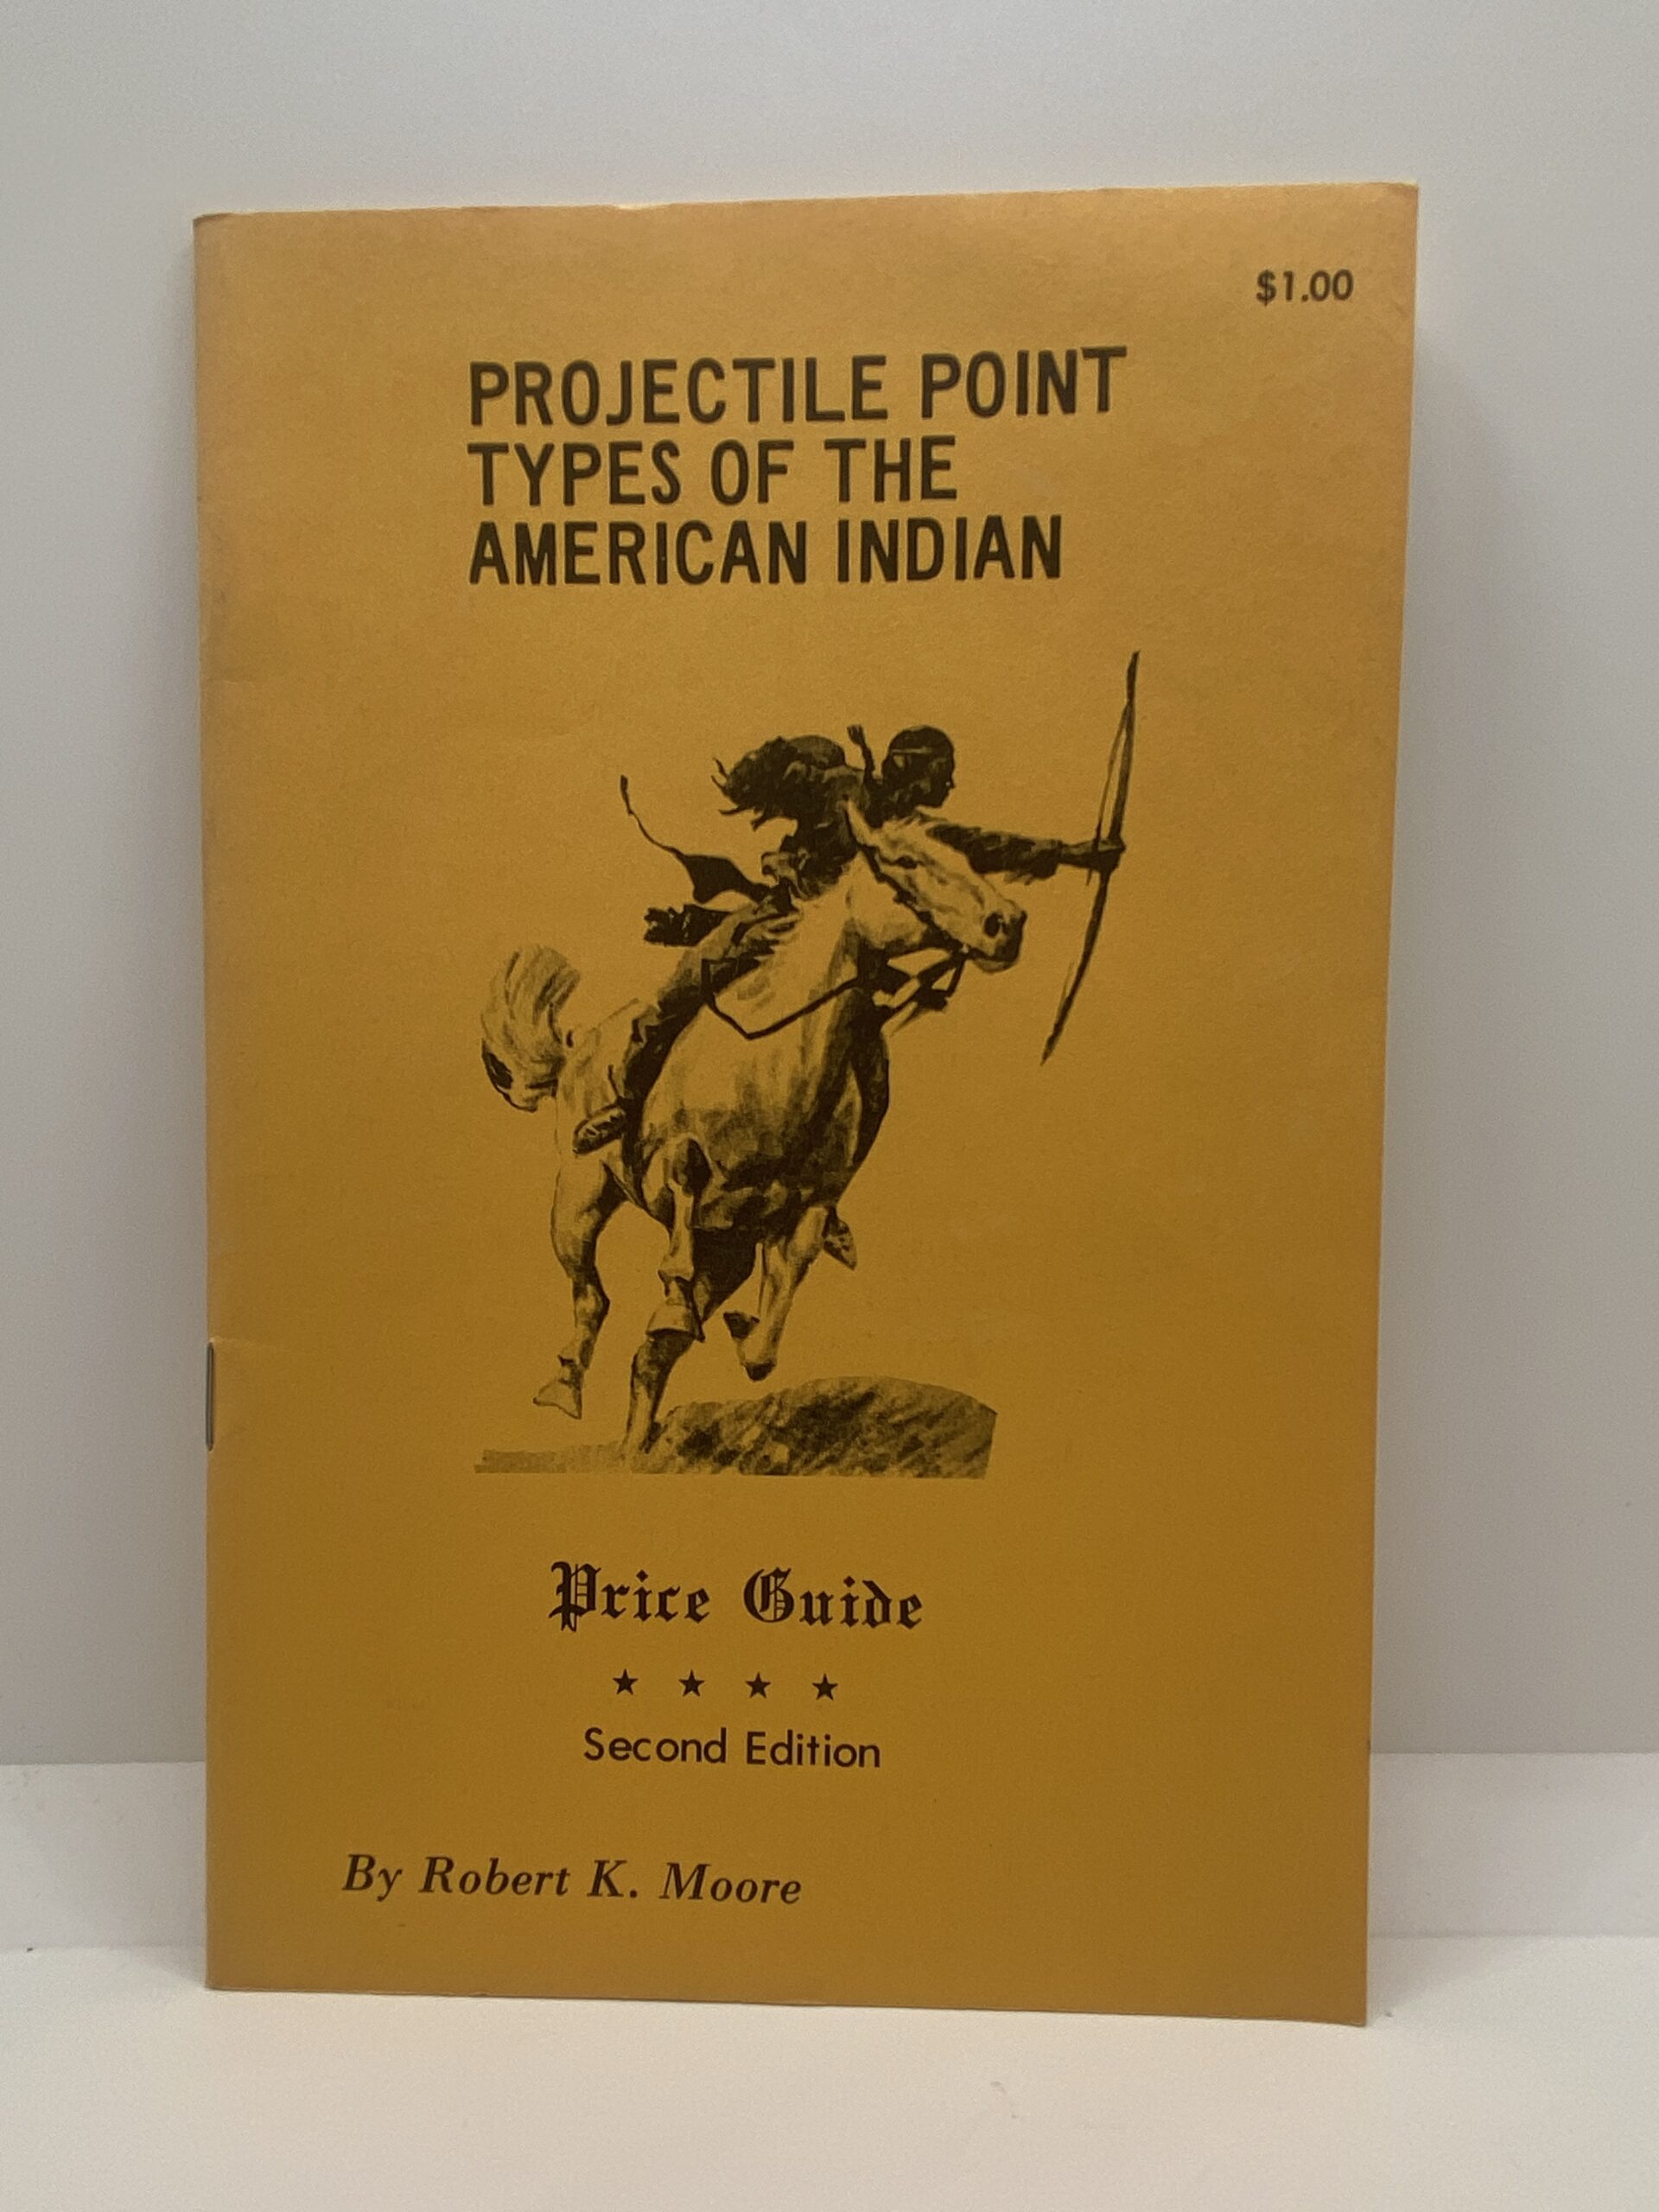 $1.00
PROJECTILE POINT
TYPES OF THE
AMERICAN INDIAN
Price Guide
★ ★ ★ ★
Second Edition
By Robert K. Moore